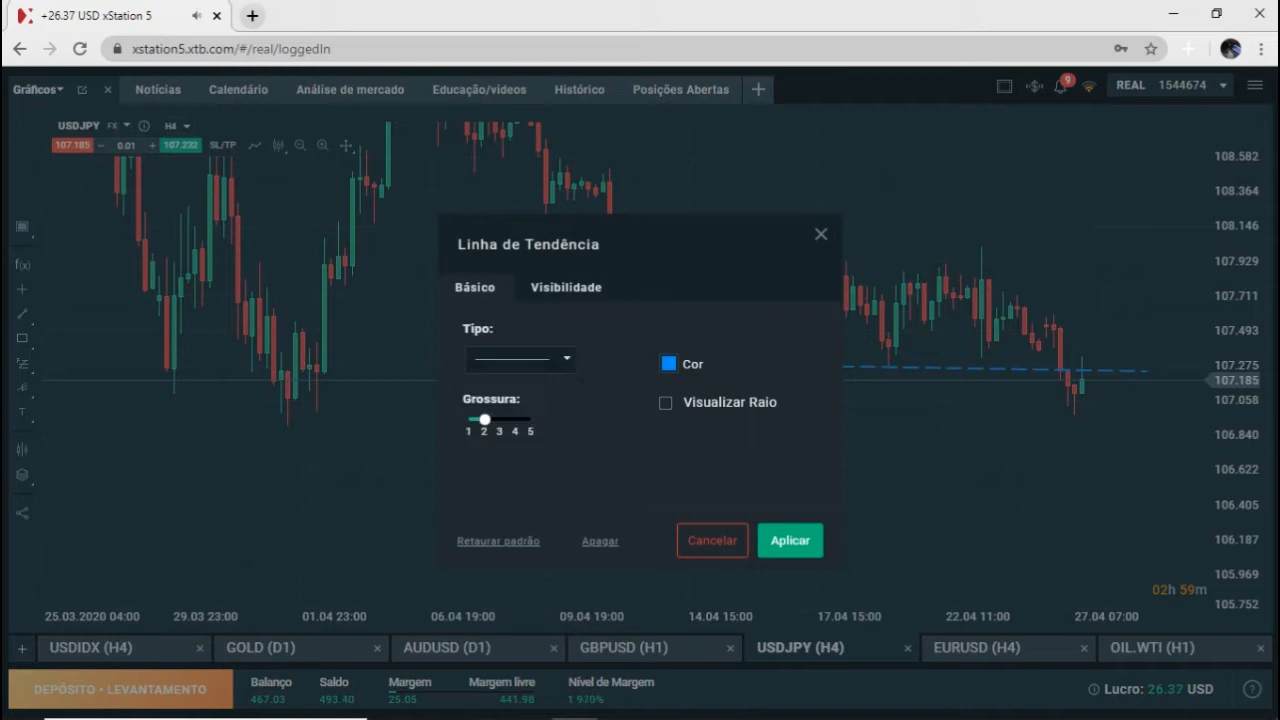 +26.37 USD xStation 5
xstation5.xtb.com/#/real/loggedIn
Gráficos Notícias Calendário Análise de mercado Educação/videos Histórico Posições Abertas + 9 REAL 1544674
USDJPY FX H4
107.185 − 0.01 + 107.232 SL/TP
108.582
108.364
108.146
107.929
107.711
107.493
107.275
107.185
107.058
106.840
106.622
106.405
106.187
105.969
105.752
f(x)
T
Linha de Tendência
Básico Visibilidade
Tipo:
Cor
Grossura:
Visualizar Raio
1 2 3 4 5
Retaurar padrão Apagar Cancelar Aplicar
02h 59m
25.03.2020 04:00 29.03 23:00 01.04 23:00 06.04 19:00 09.04 19:00 14.04 15:00 17.04 15:00 22.04 11:00 27.04 07:00
+ USDIDX (H4) × GOLD (D1) × AUDUSD (D1) × GBPUSD (H1) × USDJPY (H4) × EURUSD (H4) × OIL.WTI (H1) ×
DEPÓSITO • LEVANTAMENTO
Balanço Saldo Margem Margem livre Nível de Margem
467.03 493.40 25.05 441.98 1 970%
Lucro: 26.37 USD ?